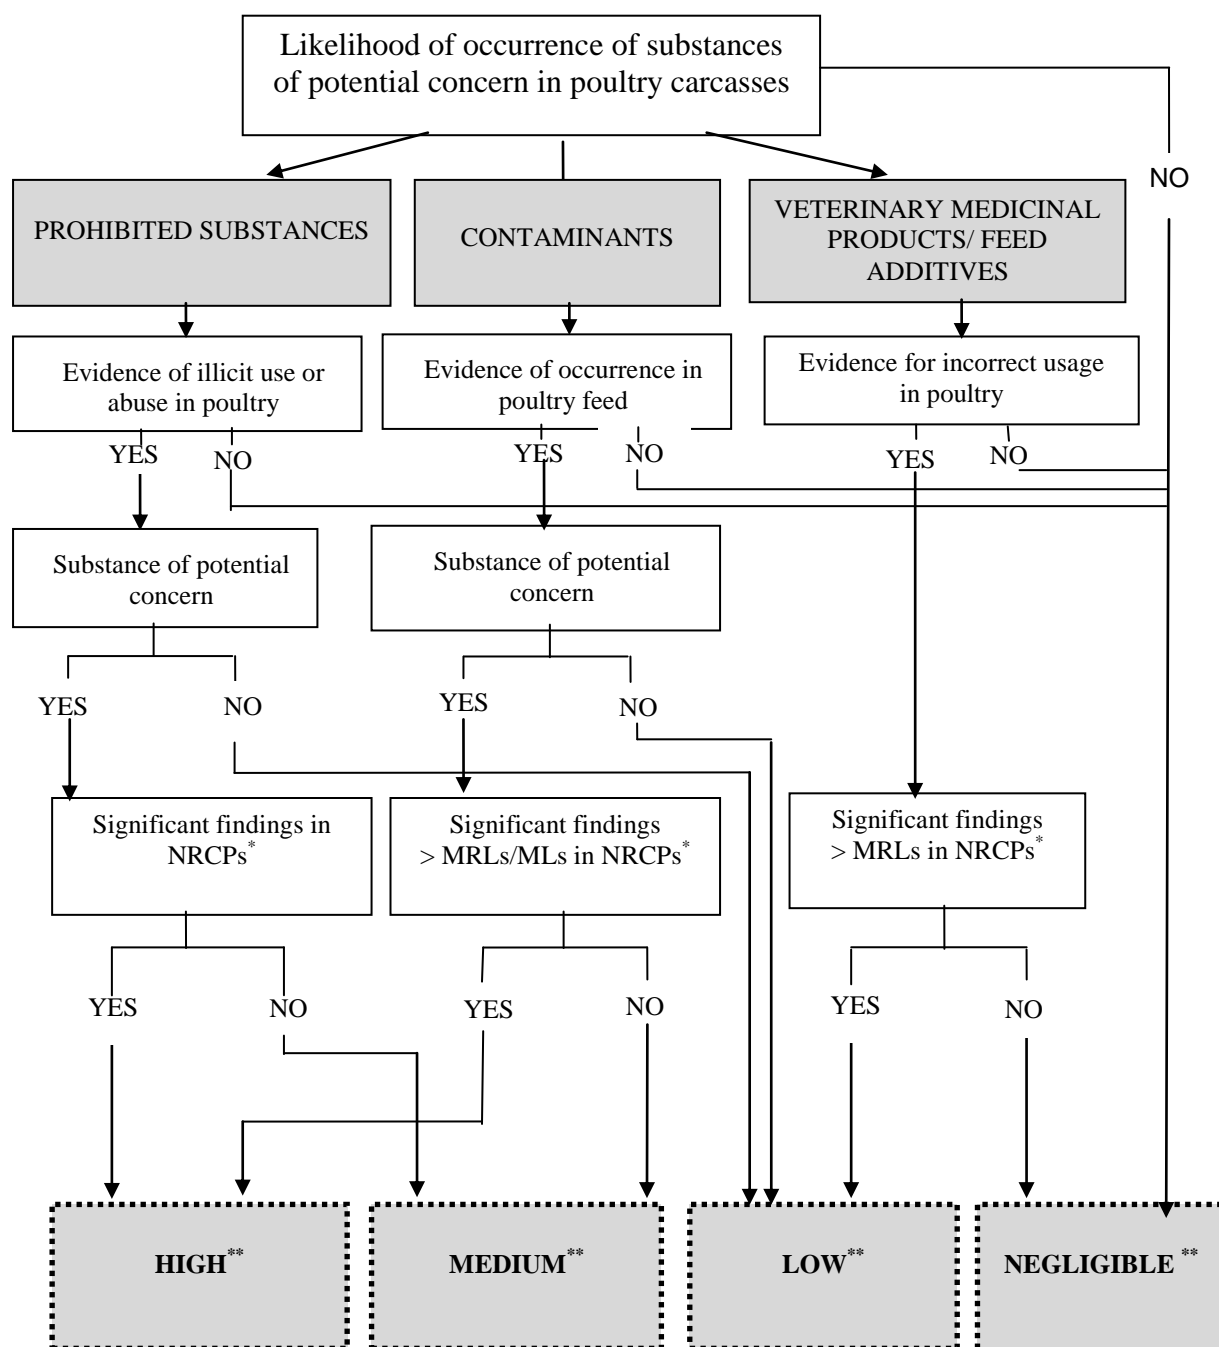 Likelihood of occurrence of substances
of potential concern in poultry carcasses
NO
PROHIBITED SUBSTANCES
CONTAMINANTS
VETERINARY MEDICINAL
PRODUCTS/ FEED
ADDITIVES
Evidence of illicit use or
abuse in poultry
Evidence of occurrence in
poultry feed
Evidence for incorrect usage
in poultry
YES
NO
YES
NO
YES
NO
Substance of potential
concern
Substance of potential
concern
YES
NO
YES
NO
Significant findings in
NRCPs*
Significant findings
> MRLs/MLs in NRCPs*
Significant findings
> MRLs in NRCPs*
YES
NO
YES
NO
YES
NO
HIGH**
MEDIUM**
LOW**
NEGLIGIBLE **